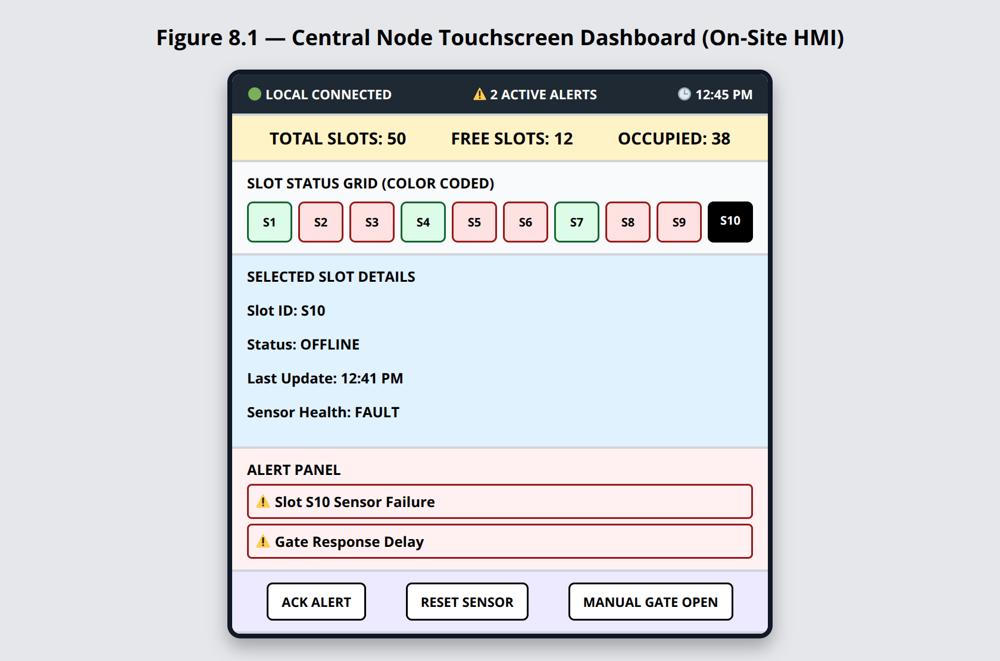 Figure 8.1 — Central Node Touchscreen Dashboard (On-Site HMI)
LOCAL CONNECTED 2 ACTIVE ALERTS 12:45 PM
TOTAL SLOTS: 50 FREE SLOTS: 12 OCCUPIED: 38
SLOT STATUS GRID (COLOR CODED)
S1 S2 S3 S4 S5 S6 S7 S8 S9 S10
SELECTED SLOT DETAILS
Slot ID: S10
Status: OFFLINE
Last Update: 12:41 PM
Sensor Health: FAULT
ALERT PANEL
Slot S10 Sensor Failure
Gate Response Delay
ACK ALERT RESET SENSOR MANUAL GATE OPEN